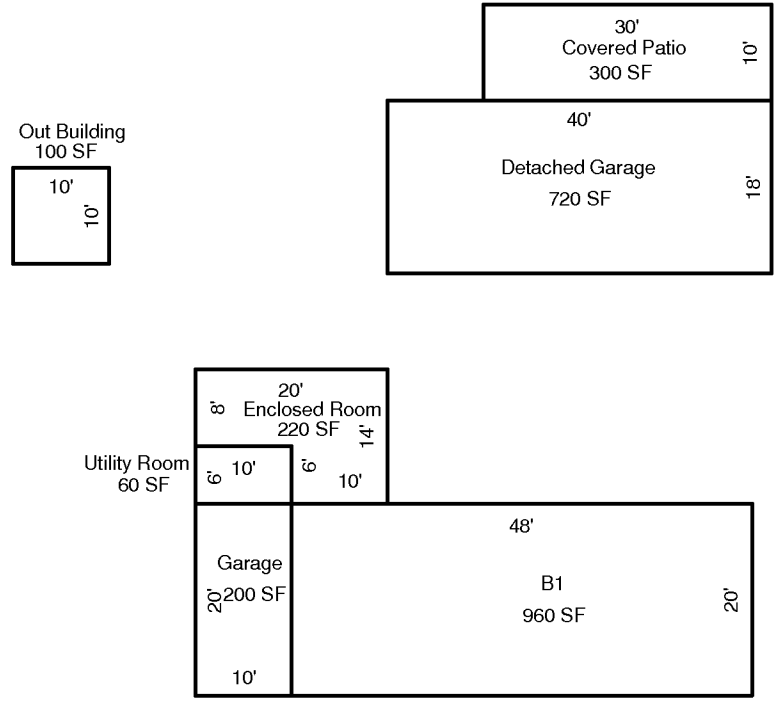 30'
Covered Patio
300 SF
10'
40'
Detached Garage
720 SF
18'
Out Building
100 SF
10'
10'
20'
8'
Enclosed Room
220 SF
14'
Utility Room
60 SF
6'
10'
6'
10'
48'
Garage
200 SF
20'
10'
B1
960 SF
20'